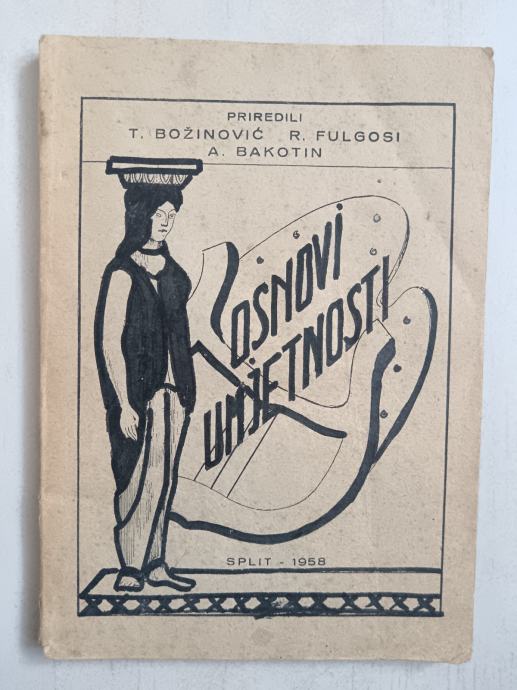 PRIREDILI
T. BOŽINOVIĆ R. FULGOSI
A. BAKOTIN
OSNOVI
UMJETNOSTI
SPLIT - 1958